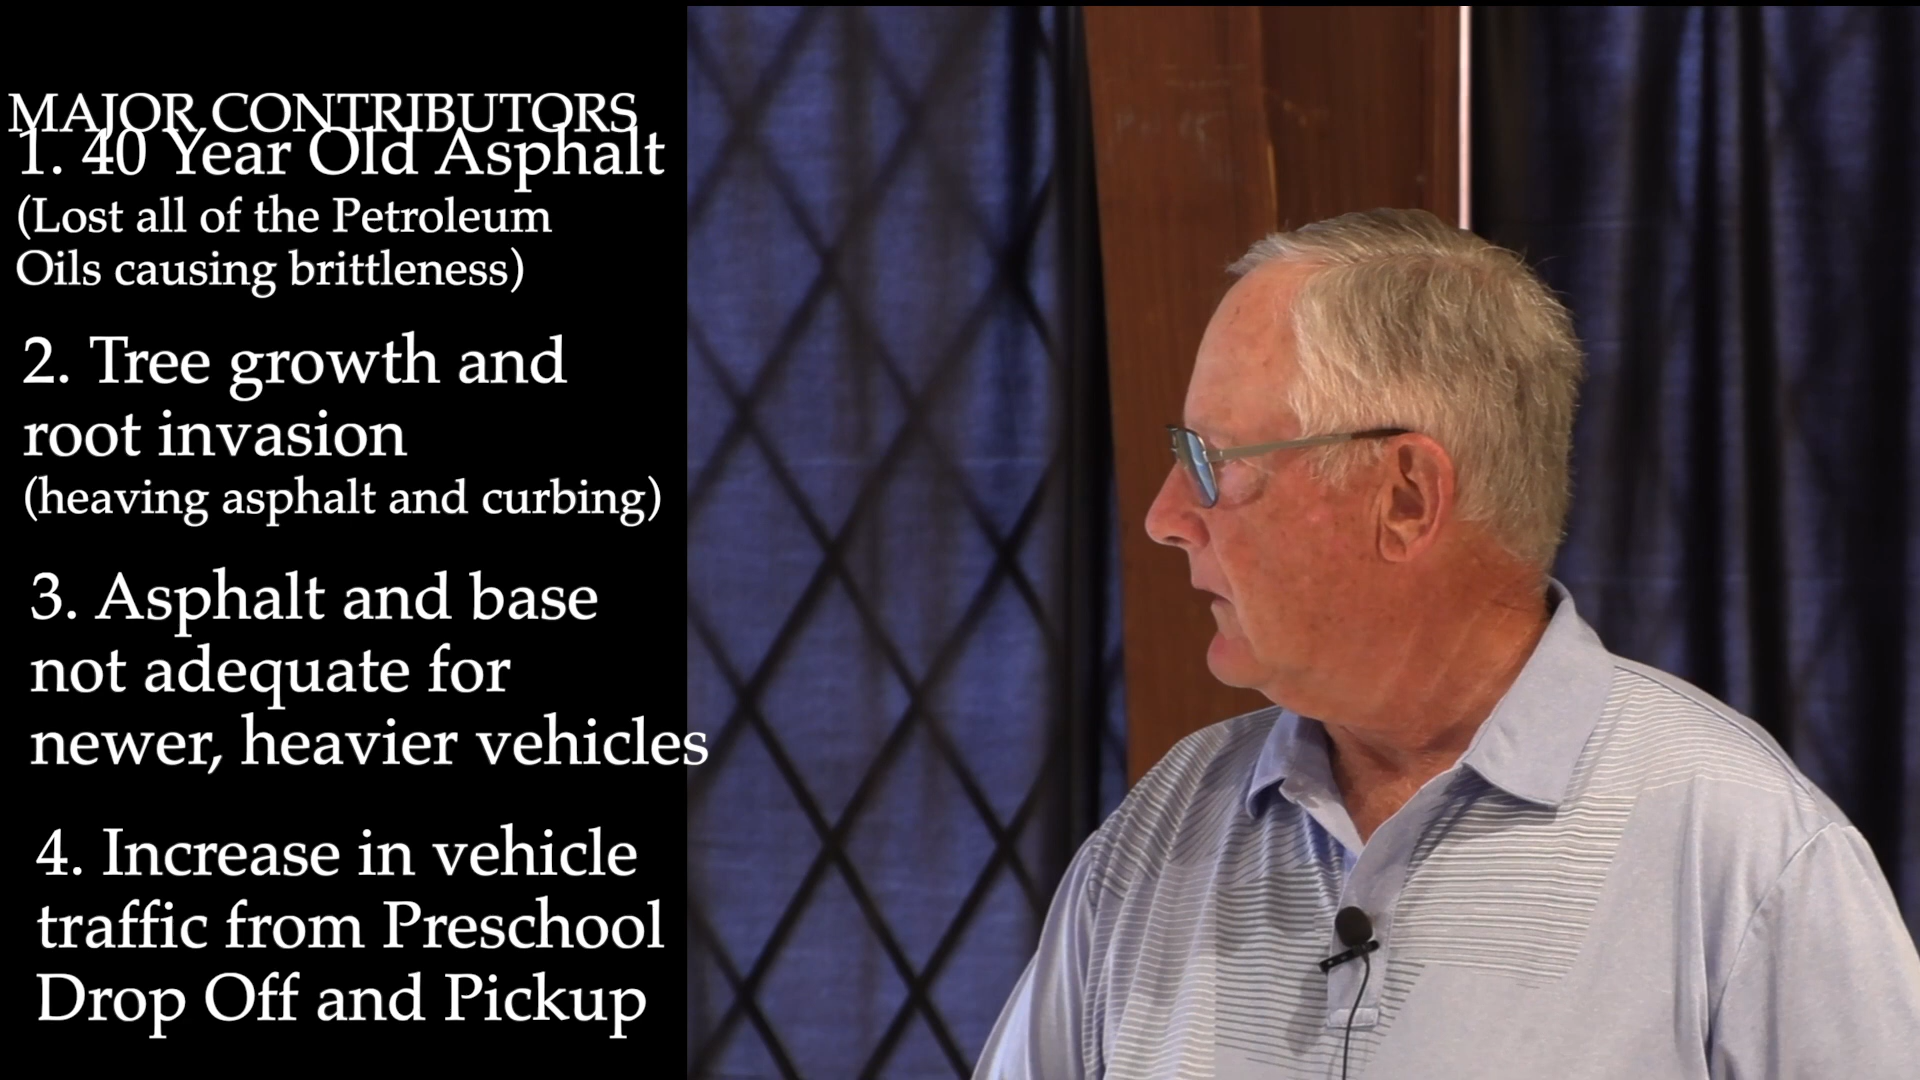 MAJOR CONTRIBUTORS
1. 40 Year Old Asphalt
(Lost all of the Petroleum
Oils causing brittleness)
2. Tree growth and
root invasion
(heaving asphalt and curbing)
3. Asphalt and base
not adequate for
newer, heavier vehicles
4. Increase in vehicle
traffic from Preschool
Drop Off and Pickup